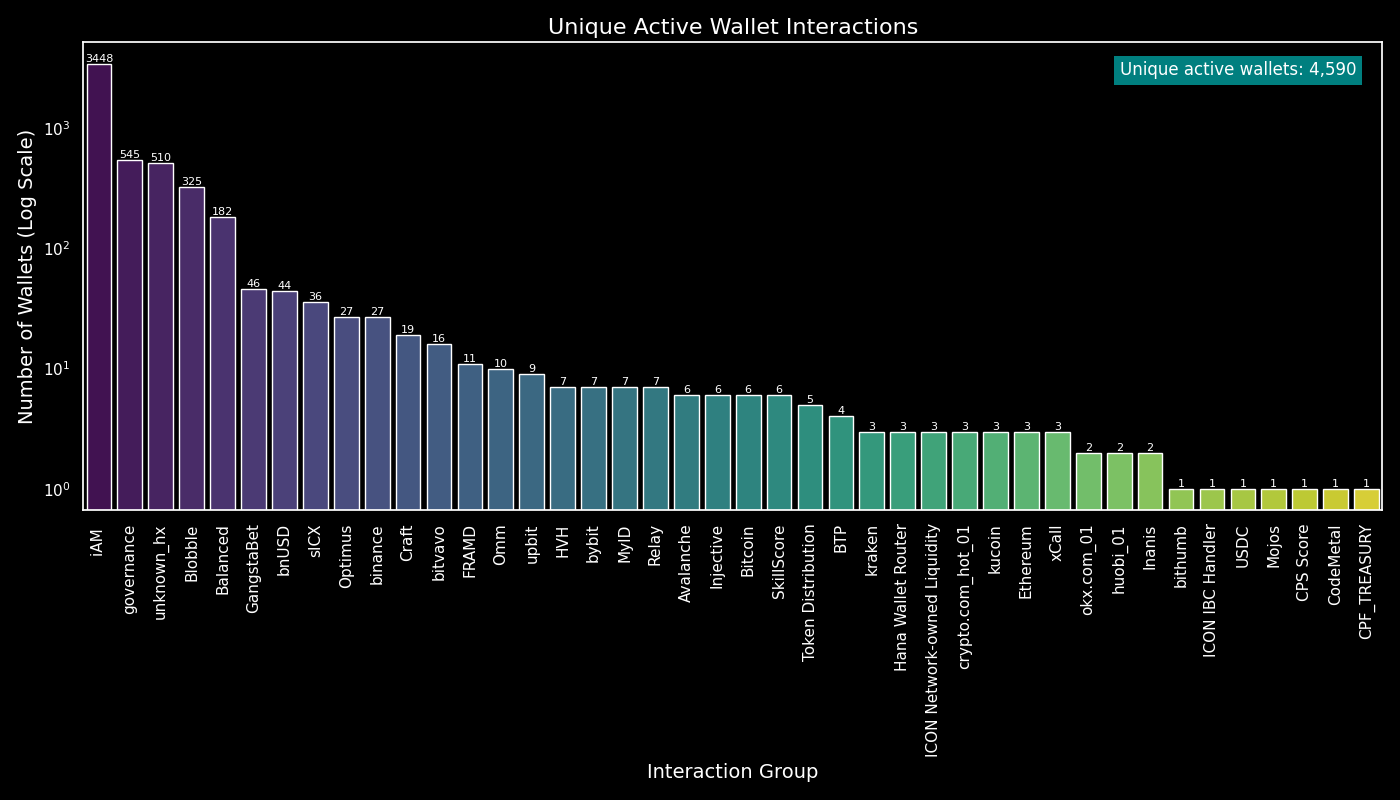 Unique Active Wallet Interactions
Unique active wallets: 4,590
Number of Wallets (Log Scale)
10³
10²
10¹
10⁰
3448
545
510
325
182
46
44
36
27
27
19
16
11
10
9
7
7
7
7
6
6
6
6
5
4
3
3
3
3
3
3
3
2
2
2
1
1
1
1
1
1
1
iAM
governance
unknown_hx
Blobble
Balanced
GangstaBet
bnUSD
sICX
Optimus
binance
Craft
bitvavo
FRAMD
Omm
upbit
HVH
bybit
MyID
Relay
Avalanche
Injective
Bitcoin
SkillScore
Token Distribution
BTP
kraken
Hana Wallet Router
ICON Network-owned Liquidity
crypto.com_hot_01
kucoin
Ethereum
xCall
okx.com_01
huobi_01
Inanis
bithumb
ICON IBC Handler
USDC
Mojos
CPS Score
CodeMetal
CPF_TREASURY
Interaction Group